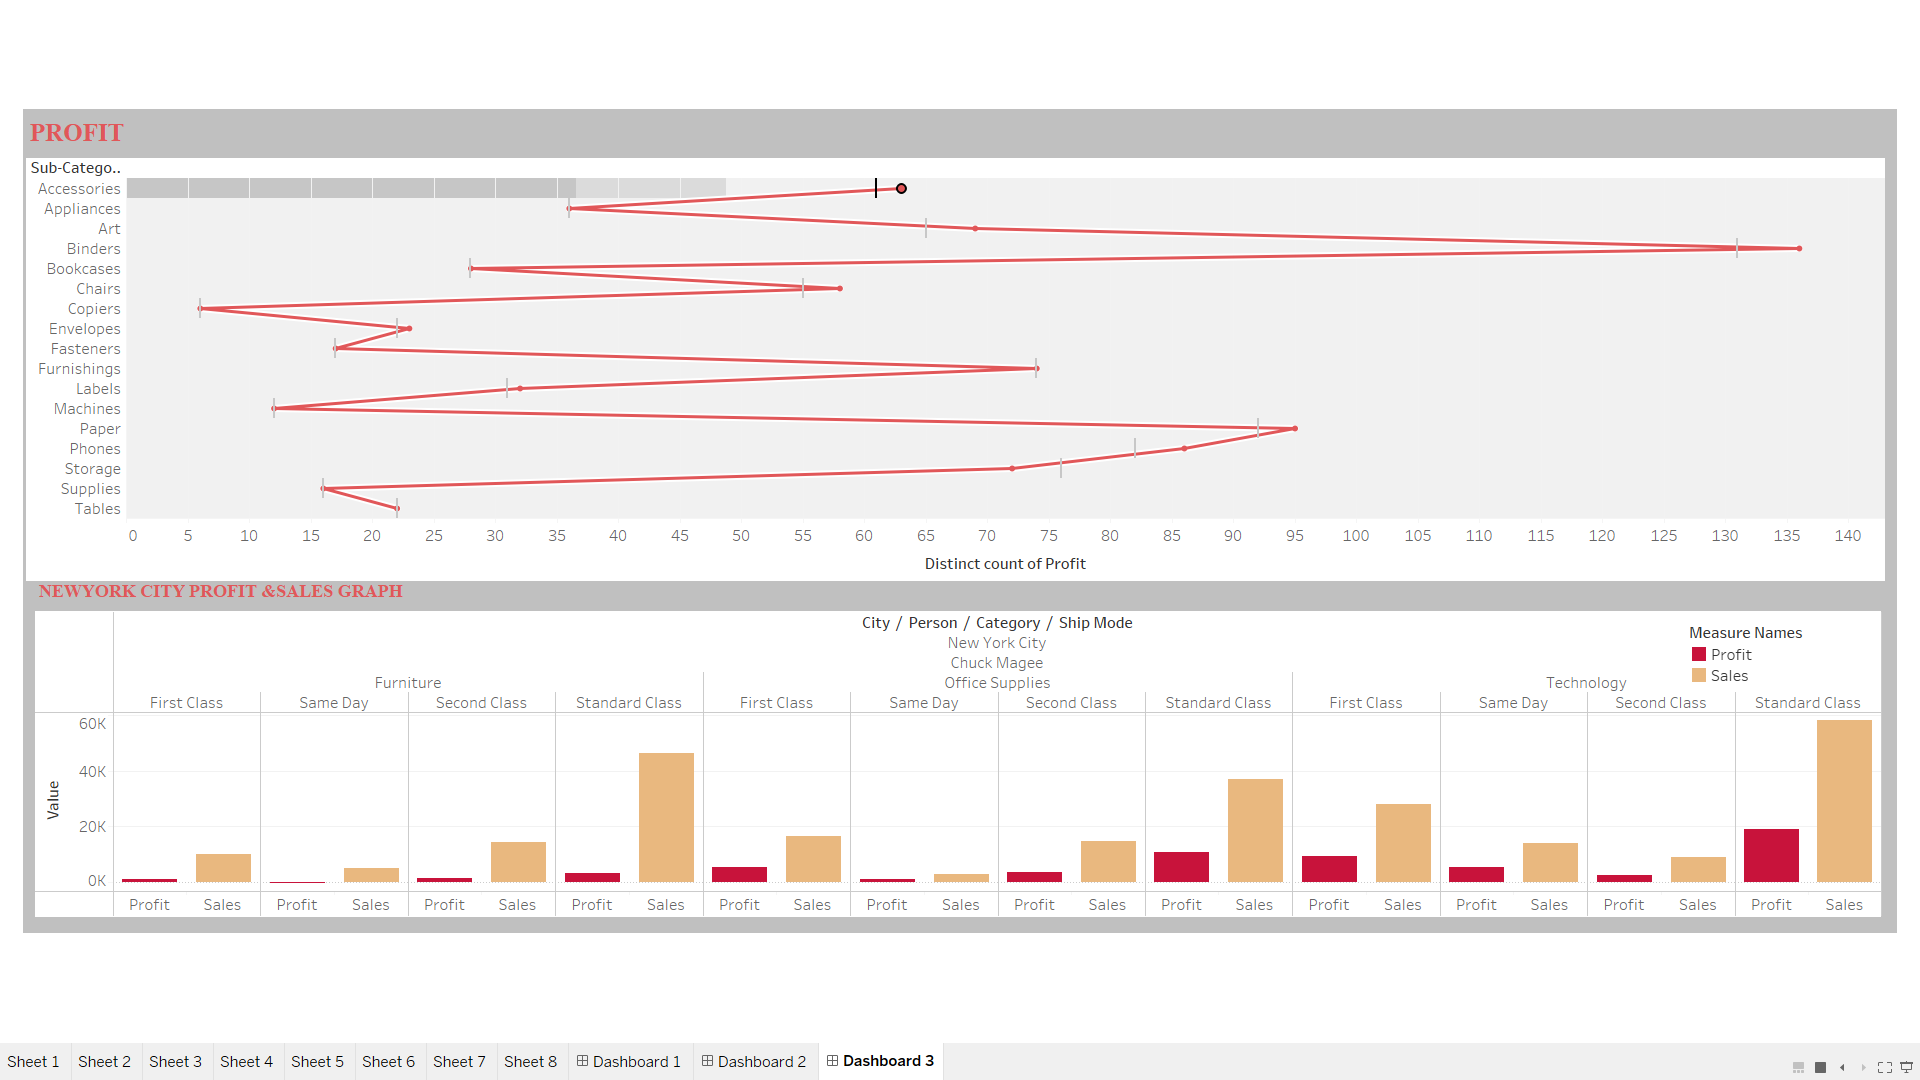 PROFIT
Sub-Catego..
Accessories
Appliances
Art
Binders
Bookcases
Chairs
Copiers
Envelopes
Fasteners
Furnishings
Labels
Machines
Paper
Phones
Storage
Supplies
Tables
0 5 10 15 20 25 30 35 40 45 50 55 60 65 70 75 80 85 90 95 100 105 110 115 120 125 130 135 140
Distinct count of Profit
NEWYORK CITY PROFIT &SALES GRAPH
City / Person / Category / Ship Mode
New York City
Chuck Magee
Furniture Office Supplies Technology
First Class Same Day Second Class Standard Class First Class Same Day Second Class Standard Class First Class Same Day Second Class Standard Class
Measure Names
Profit
Sales
60K
40K
20K
0K
Value
Profit Sales Profit Sales Profit Sales Profit Sales Profit Sales Profit Sales Profit Sales Profit Sales Profit Sales Profit Sales Profit Sales Profit Sales
Sheet 1 Sheet 2 Sheet 3 Sheet 4 Sheet 5 Sheet 6 Sheet 7 Sheet 8 Dashboard 1 Dashboard 2 Dashboard 3